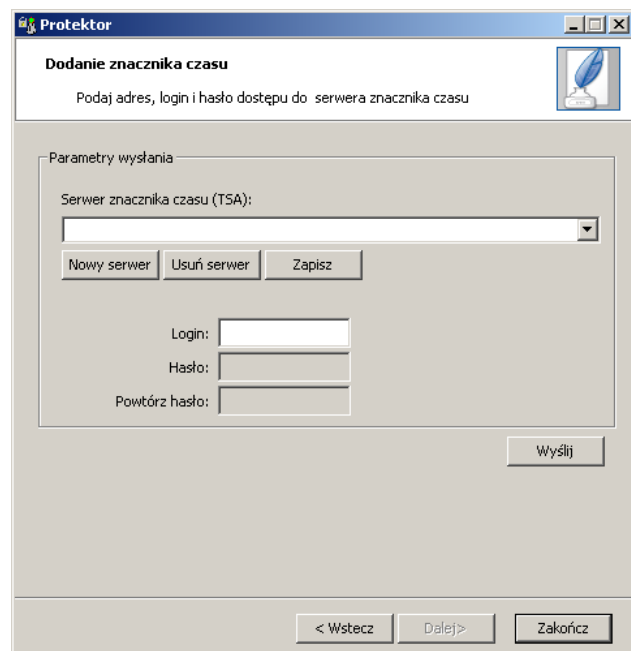 Protektor
Dodanie znacznika czasu
Podaj adres, login i hasło dostępu do serwera znacznika czasu
Parametry wysłania
Serwer znacznika czasu (TSA):
Nowy serwer Usuń serwer Zapisz
Login:
Hasło:
Powtórz hasło:
Wyślij
< Wstecz Dalej> Zakończ